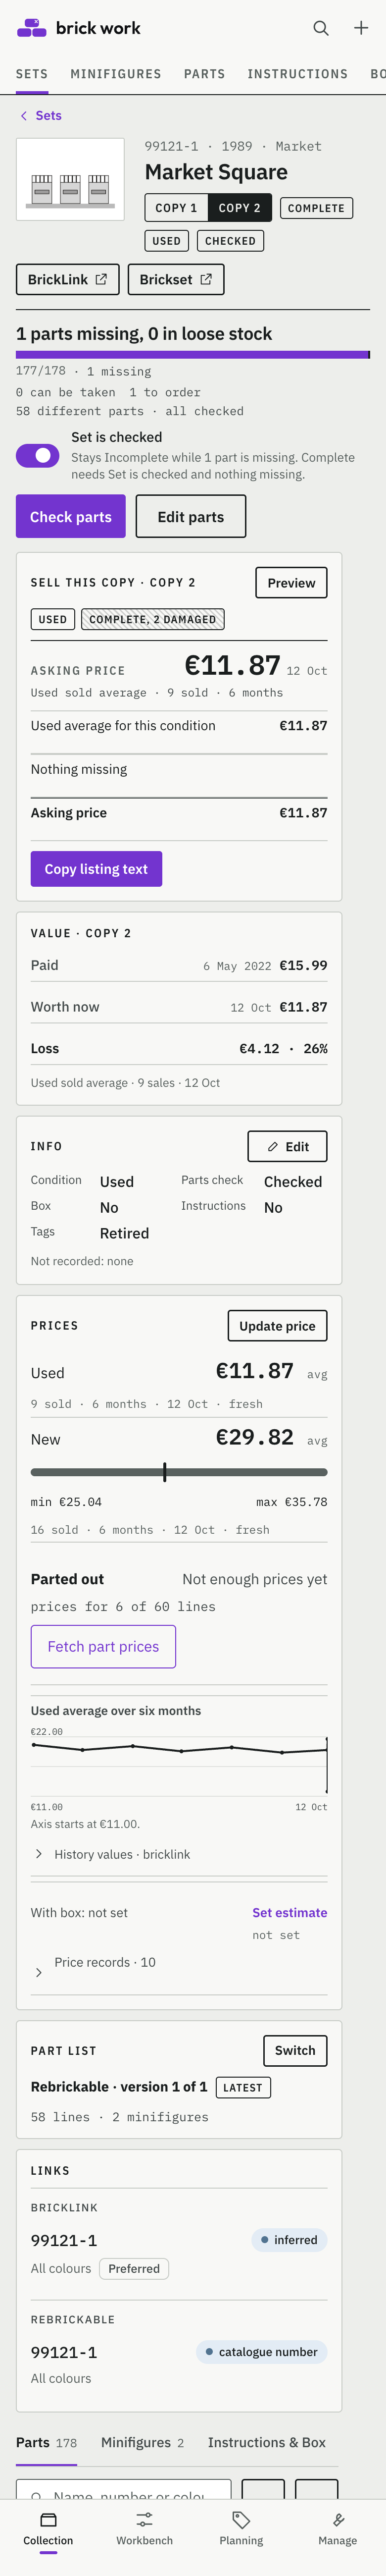 brick work
SETS MINIFIGURES PARTS INSTRUCTIONS BO
Sets
99121-1 · 1989 · Market
Market Square
COPY 1 COPY 2 COMPLETE
USED CHECKED
BrickLink Brickset
1 parts missing, 0 in loose stock
177/178 · 1 missing
0 can be taken 1 to order
58 different parts · all checked
Set is checked
Stays Incomplete while 1 part is missing. Complete
needs Set is checked and nothing missing.
Check parts Edit parts
SELL THIS COPY · COPY 2 Preview
USED COMPLETE, 2 DAMAGED
ASKING PRICE €11.87 12 Oct
Used sold average · 9 sold · 6 months
Used average for this condition €11.87
Nothing missing
Asking price €11.87
Copy listing text
VALUE · COPY 2
Paid 6 May 2022 €15.99
Worth now 12 Oct €11.87
Loss €4.12 · 26%
Used sold average · 9 sales · 12 Oct
INFO Edit
Condition Used Parts check Checked
Box No Instructions No
Tags Retired
Not recorded: none
PRICES Update price
Used €11.87 avg
9 sold · 6 months · 12 Oct · fresh
New €29.82 avg
min €25.04 max €35.78
16 sold · 6 months · 12 Oct · fresh
Parted out Not enough prices yet
prices for 6 of 60 lines
Fetch part prices
Used average over six months
€22.00
€11.00 12 Oct
Axis starts at €11.00.
History values · bricklink
With box: not set Set estimate
not set
Price records · 10
PART LIST Switch
Rebrickable · version 1 of 1 LATEST
58 lines · 2 minifigures
LINKS
BRICKLINK
99121-1 inferred
All colours Preferred
REBRICKABLE
99121-1 catalogue number
All colours
Parts 178 Minifigures 2 Instructions & Box
Name, number or colou
Collection Workbench Planning Manage